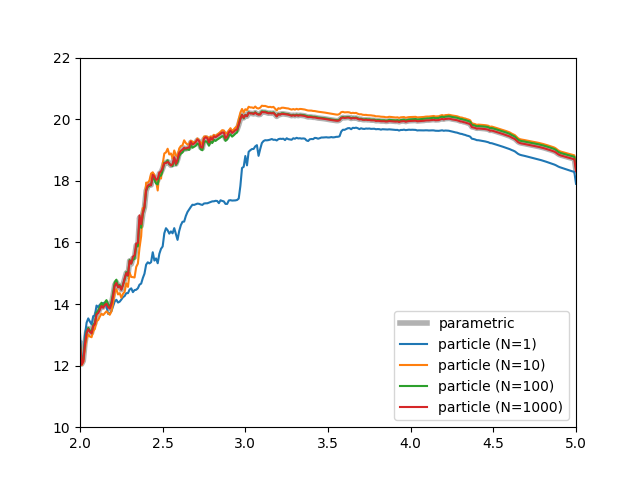 22
20
18
16
14
12
10
2.0 2.5 3.0 3.5 4.0 4.5 5.0
parametric
particle (N=1)
particle (N=10)
particle (N=100)
particle (N=1000)